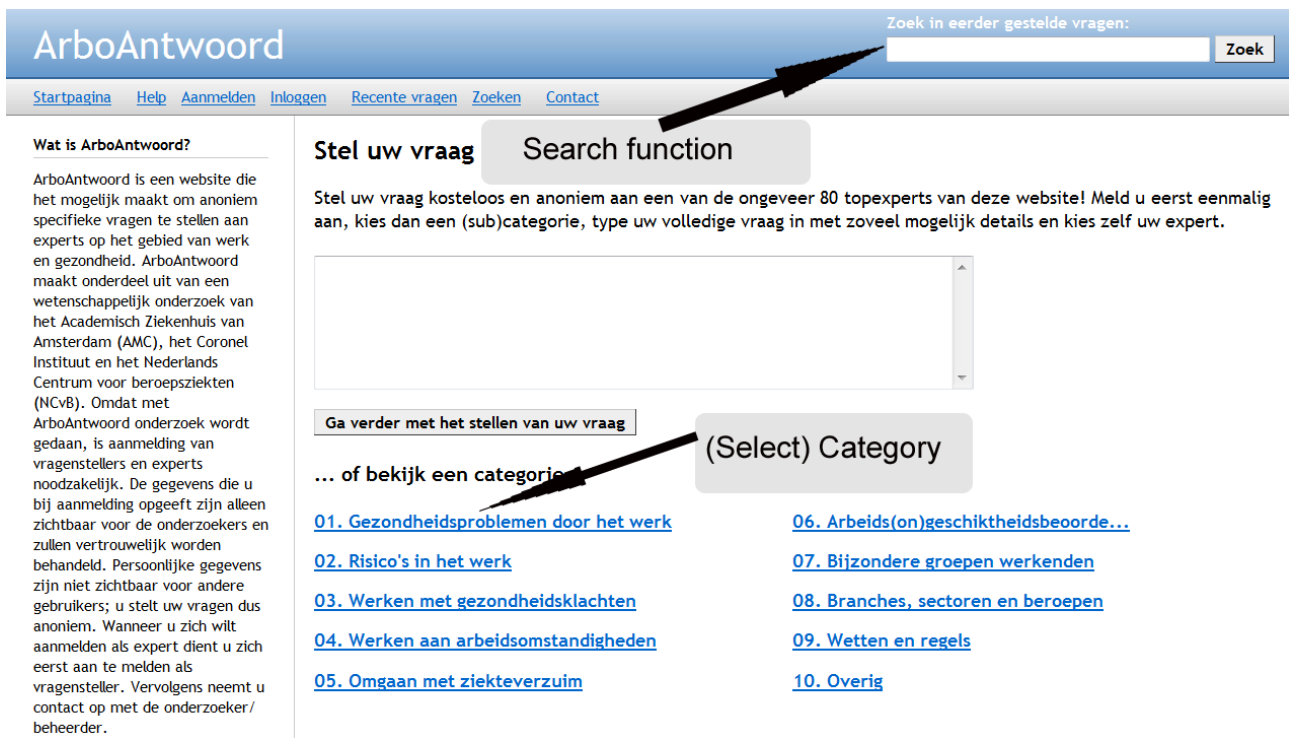 ArboAntwoord
Zoek in eerder gestelde vragen:
Zoek
Startpagina Help Aanmelden Inloggen Recente vragen Zoeken Contact
Wat is ArboAntwoord?
ArboAntwoord is een website die
het mogelijk maakt om anoniem
specifieke vragen te stellen aan
experts op het gebied van werk
en gezondheid. ArboAntwoord
maakt onderdeel uit van een
wetenschappelijk onderzoek van
het Academisch Ziekenhuis van
Amsterdam (AMC), het Coronel
Instituut en het Nederlands
Centrum voor beroepsziekten
(NCvB). Omdat met
ArboAntwoord onderzoek wordt
gedaan, is aanmelding van
vragenstellers en experts
noodzakelijk. De gegevens die u
bij aanmelding opgeeft zijn alleen
zichtbaar voor de onderzoekers en
zullen vertrouwelijk worden
behandeld. Persoonlijke gegevens
zijn niet zichtbaar voor andere
gebruikers; u stelt uw vragen dus
anoniem. Wanneer u zich wilt
aanmelden als expert dient u zich
eerst aan te melden als
vragensteller. Vervolgens neemt u
contact op met de onderzoeker/
beheerder.
Stel uw vraag
Search function
Stel uw vraag kosteloos en anoniem aan een van de ongeveer 80 topexperts van deze website! Meld u eerst eenmalig
aan, kies dan een (sub)categorie, type uw volledige vraag in met zoveel mogelijk details en kies zelf uw expert.
Ga verder met het stellen van uw vraag
(Select) Category
... of bekijk een categorie
01. Gezondheidsproblemen door het werk
02. Risico's in het werk
03. Werken met gezondheidsklachten
04. Werken aan arbeidsomstandigheden
05. Omgaan met ziekteverzuim
06. Arbeids(on)geschiktheidsbeoorde...
07. Bijzondere groepen werkenden
08. Branches, sectoren en beroepen
09. Wetten en regels
10. Overig